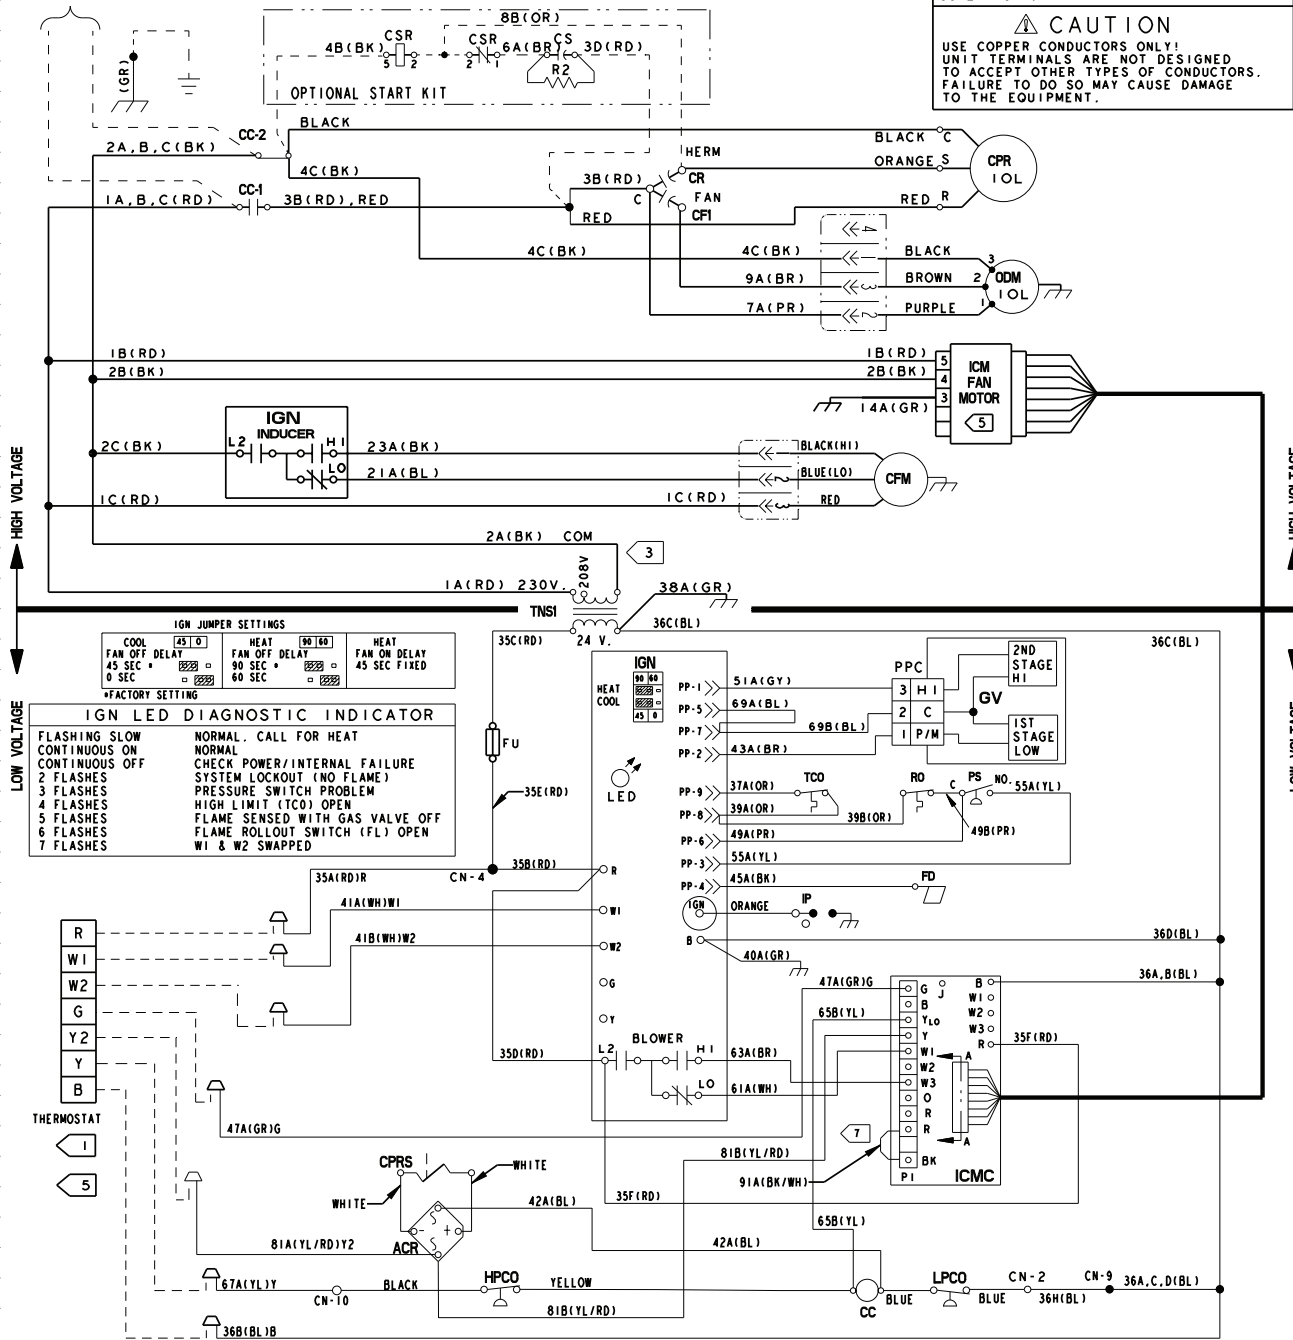 ⚠ CAUTION
USE COPPER CONDUCTORS ONLY!
UNIT TERMINALS ARE NOT DESIGNED
TO ACCEPT OTHER TYPES OF CONDUCTORS.
FAILURE TO DO SO MAY CAUSE DAMAGE
TO THE EQUIPMENT.
(GR)
8B(OR)
4B(BK) CSR CSR 6A(BR) CS 3D(RD)
5 2 2 1
R2
OPTIONAL START KIT
BLACK
CC-2
2A,B,C(BK)
4C(BK)
CC-1
1A,B,C(RD)
3B(RD),RED
3B(RD)
RED
HERM
CR
C FAN
CF1
BLACK C
ORANGE S
RED R
CPR
IOL
4C(BK) 4C(BK) 1 BLACK 3
9A(BR) 3 BROWN 2
7A(PR) 2 PURPLE 1
4
ODM
IOL
1B(RD) 1B(RD) 5
2B(BK) 2B(BK) 4
14A(GR) 3
ICM
FAN
MOTOR
5
IGN
INDUCER
2C(BK) L2 HI 23A(BK) 1 BLACK(HI)
LO 21A(BL) 2 BLUE(LO)
1C(RD) 1C(RD) 3 RED
CFM
HIGH VOLTAGE
HIGH VOLTAGE
2A(BK) COM
3
208V
1A(RD) 230V.
38A(GR)
TNS1
24 V.
35C(RD)
36C(BL)
36C(BL)
LOW VOLTAGE
LOW VOLTAGE
IGN JUMPER SETTINGS
COOL 45 0
FAN OFF DELAY
45 SEC *
0 SEC
HEAT 90 60
FAN OFF DELAY
90 SEC *
60 SEC
HEAT
FAN ON DELAY
45 SEC FIXED
*FACTORY SETTING
IGN LED DIAGNOSTIC INDICATOR
FLASHING SLOW NORMAL. CALL FOR HEAT
CONTINUOUS ON NORMAL
CONTINUOUS OFF CHECK POWER/INTERNAL FAILURE
2 FLASHES SYSTEM LOCKOUT (NO FLAME)
3 FLASHES PRESSURE SWITCH PROBLEM
4 FLASHES HIGH LIMIT (TCO) OPEN
5 FLASHES FLAME SENSED WITH GAS VALVE OFF
6 FLASHES FLAME ROLLOUT SWITCH (FL) OPEN
7 FLASHES W1 & W2 SWAPPED
FU
35E(RD)
35B(RD)
CN-4
35A(RD)R
41A(WH)W1
41B(WH)W2
IGN
HEAT
COOL
90 60
45 0
LED
R
W1
W2
G
Y
PP-1 51A(GY)
PP-5 69A(BL)
PP-7 69B(BL)
PP-2 43A(BR)
PP-9 37A(OR) TCO
PP-8 39A(OR) 39B(OR)
PP-6 49A(PR)
PP-3 55A(YL)
PP-4 45A(BK) FD
IGN ORANGE IP
B
40A(GR)
PPC
3 HI
2 C
1 P/M
GV
2ND
STAGE
HI
1ST
STAGE
LOW
RO C PS NO. 55A(YL)
49B(PR)
36D(BL)
36A,B(BL)
R
W1
W2
G
Y2
Y
B
THERMOSTAT
1
5
L2 BLOWER HI 63A(BR)
LO 61A(WH)
35D(RD)
47A(GR)G
65B(YL)
G
B
YLO
Y
W1
W2
W3
O
R
R
BK
P1
J
B
W1
W2
W3
R
35F(RD)
A
A
ICMC
7
91A(BK/WH)
47A(GR)G
81B(YL/RD)
CPRS
WHITE
WHITE
42A(BL)
35F(RD)
- +
ACR
81A(YL/RD)Y2
65B(YL)
42A(BL)
67A(YL)Y CN-10 BLACK HPCO YELLOW
81B(YL/RD)
CC
BLUE LPCO BLUE CN-2 36H(BL) CN-9 36A,C,D(BL)
36B(BL)B